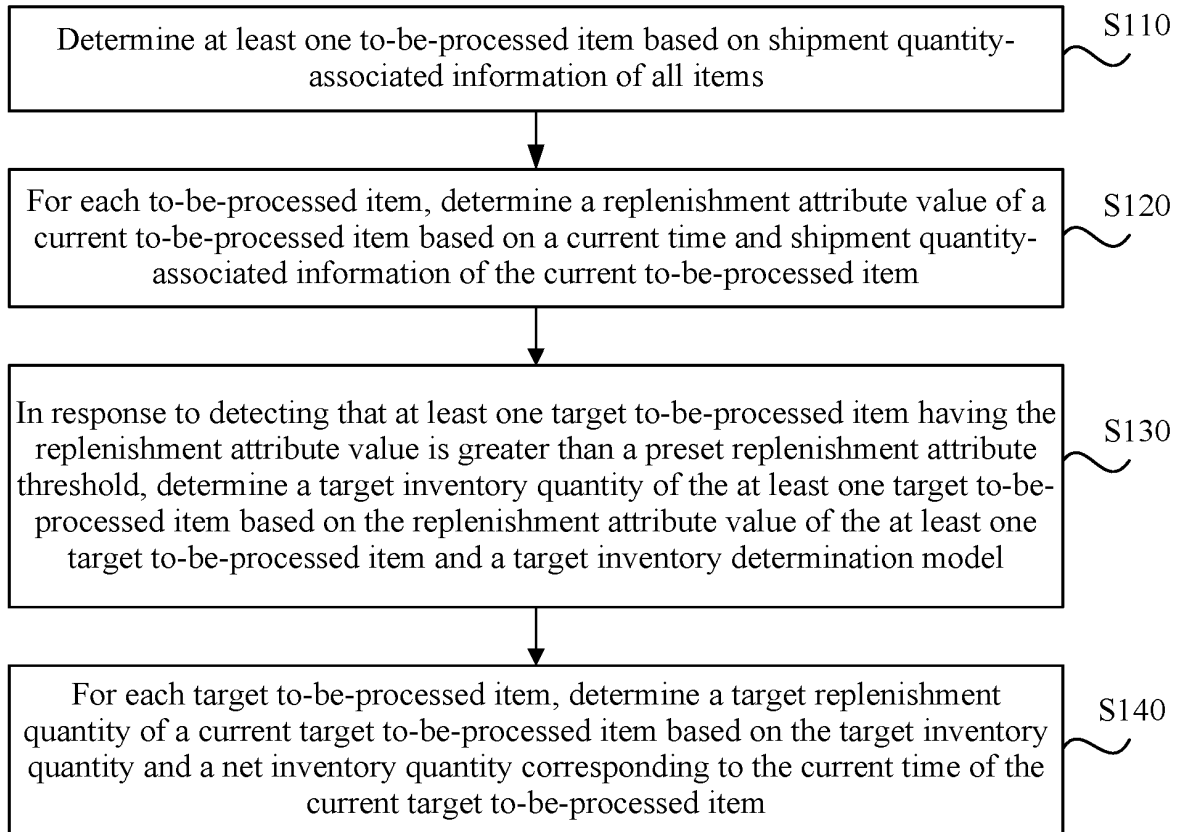 Determine at least one to-be-processed item based on shipment quantity-
associated information of all items
S110
For each to-be-processed item, determine a replenishment attribute value of a
current to-be-processed item based on a current time and shipment quantity-
associated information of the current to-be-processed item
S120
In response to detecting that at least one target to-be-processed item having the
replenishment attribute value is greater than a preset replenishment attribute
threshold, determine a target inventory quantity of the at least one target to-be-
processed item based on the replenishment attribute value of the at least one
target to-be-processed item and a target inventory determination model
S130
For each target to-be-processed item, determine a target replenishment
quantity of a current target to-be-processed item based on the target inventory
quantity and a net inventory quantity corresponding to the current time of the
current target to-be-processed item
S140